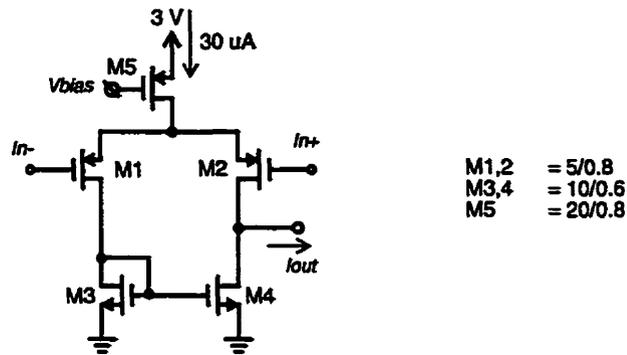 3 V
30 uA
M5
Vbias
In-
In+
M1
M2
M1,2 = 5/0.8
M3,4 = 10/0.6
M5 = 20/0.8
Iout
M3
M4